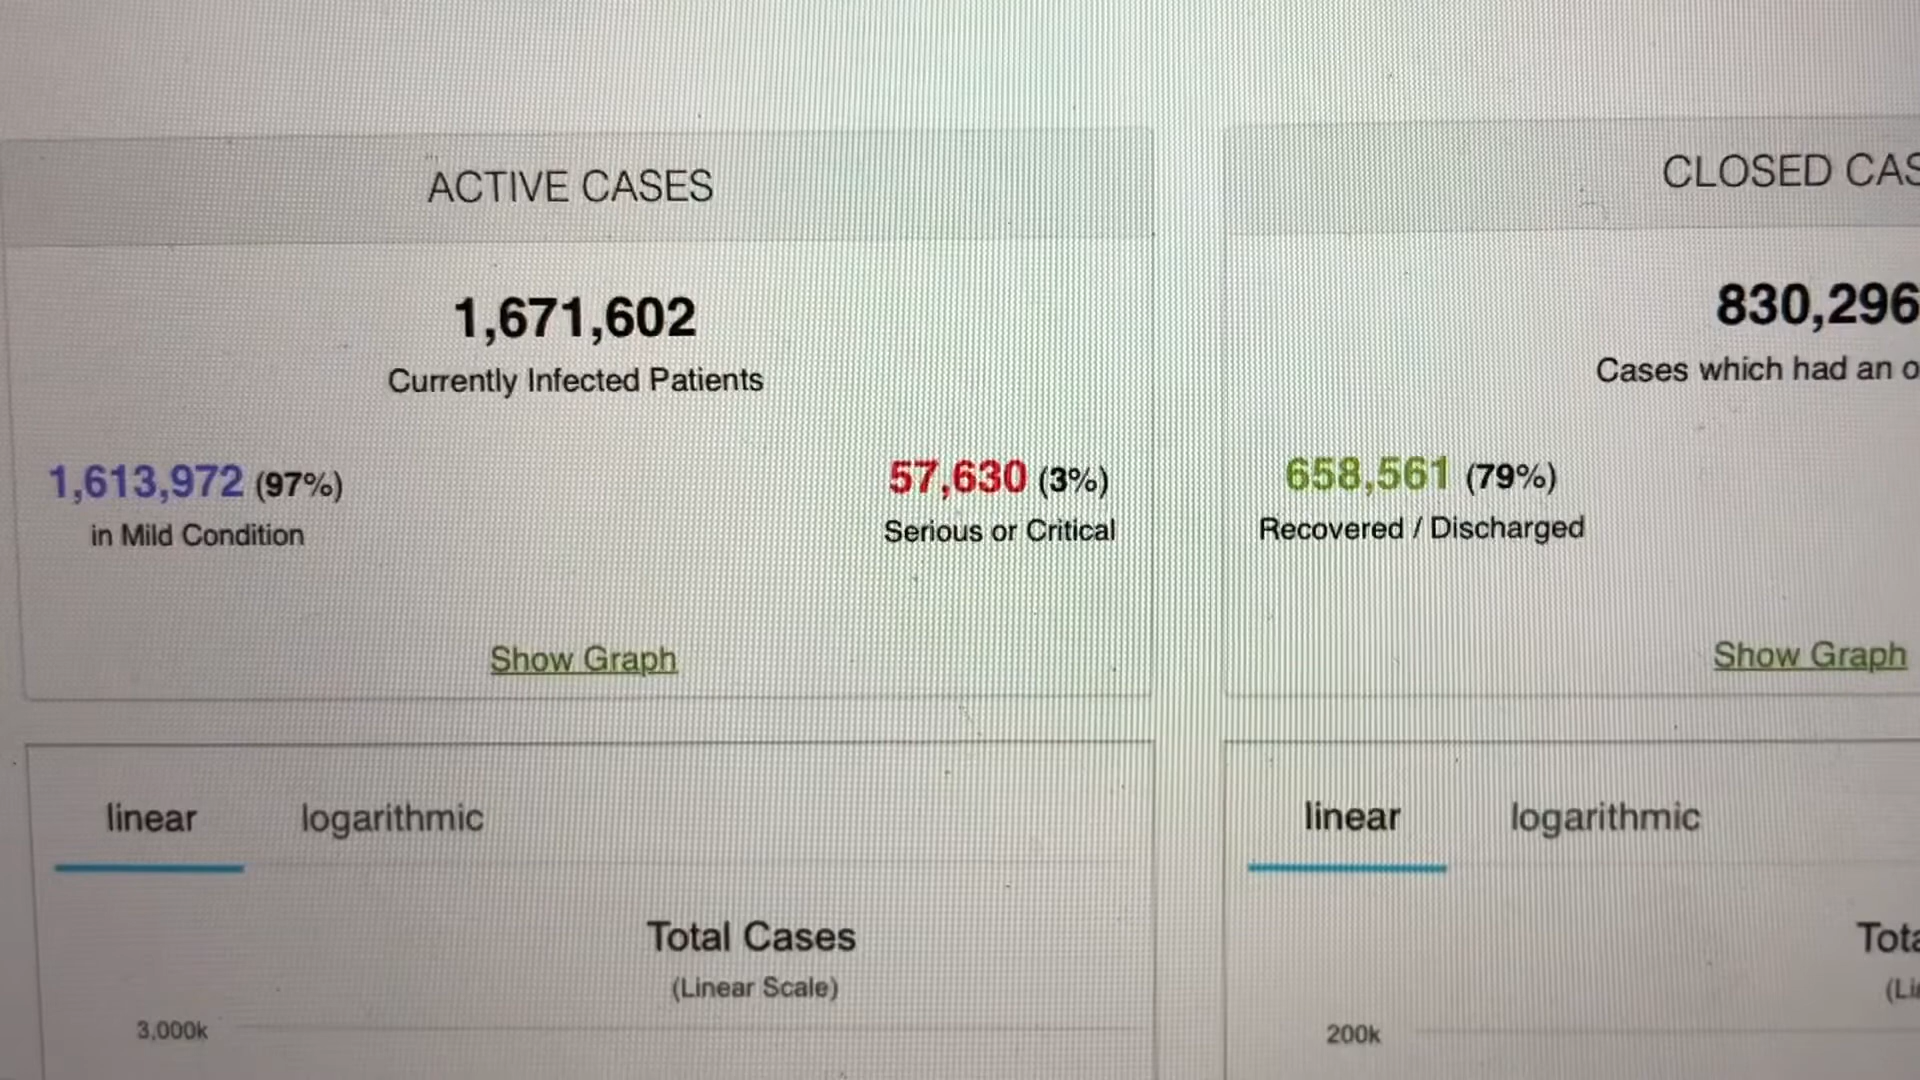 ACTIVE CASES
1,671,602
Currently Infected Patients
1,613,972 (97%)
in Mild Condition
57,630 (3%)
Serious or Critical
Show Graph
CLOSED CAS
830,296
Cases which had an o
658,561 (79%)
Recovered / Discharged
Show Graph
linear logarithmic
Total Cases
(Linear Scale)
3,000k
linear logarithmic
Tota
(Li
200k